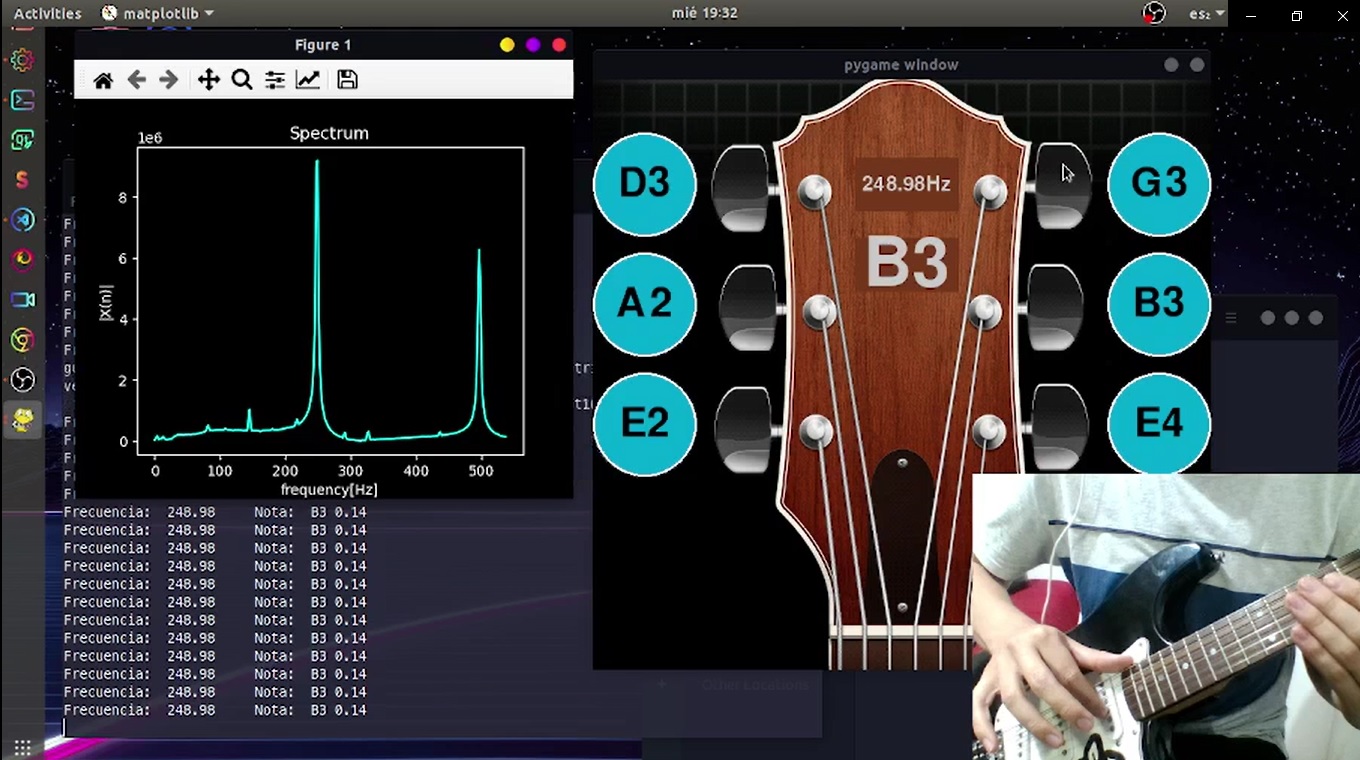 Activities matplotlib mié 19:32 es₂
Figure 1
pygame window
Spectrum
1e6
8
6
4
2
0
|X(n)|
0 100 200 300 400 500
frequency[Hz]
D3 248.98Hz G3
B3
A2 B3
E2 E4
Frecuencia: 248.98 Nota: B3 0.14
Frecuencia: 248.98 Nota: B3 0.14
Frecuencia: 248.98 Nota: B3 0.14
Frecuencia: 248.98 Nota: B3 0.14
Frecuencia: 248.98 Nota: B3 0.14
Frecuencia: 248.98 Nota: B3 0.14
Frecuencia: 248.98 Nota: B3 0.14
Frecuencia: 248.98 Nota: B3 0.14
Frecuencia: 248.98 Nota: B3 0.14
Frecuencia: 248.98 Nota: B3 0.14
Frecuencia: 248.98 Nota: B3 0.14
Frecuencia: 248.98 Nota: B3 0.14
+ Other Locations